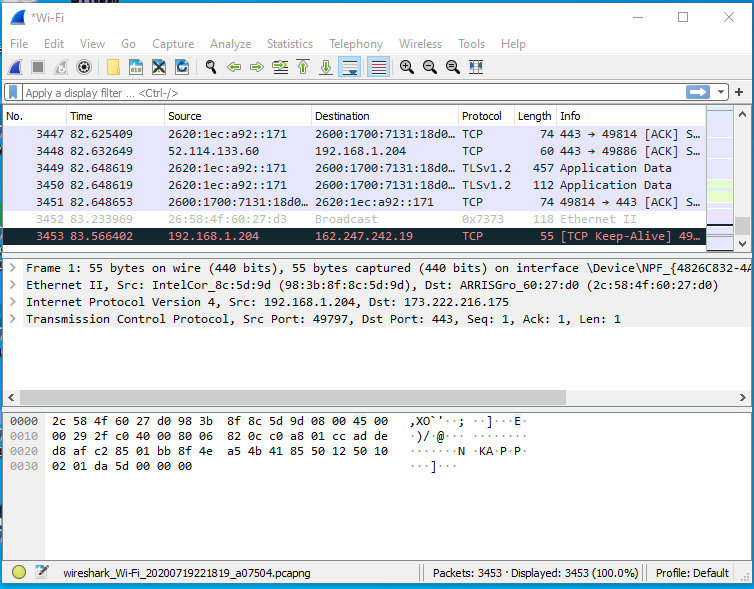 *Wi-Fi
File Edit View Go Capture Analyze Statistics Telephony Wireless Tools Help
Apply a display filter ... <Ctrl-/>
No. Time Source Destination Protocol Length Info
3447 82.625409 2620:1ec:a92::171 2600:1700:7131:18d0… TCP 74 443 → 49814 [ACK] S…
3448 82.632649 52.114.133.60 192.168.1.204 TCP 60 443 → 49886 [ACK] S…
3449 82.648619 2620:1ec:a92::171 2600:1700:7131:18d0… TLSv1.2 457 Application Data
3450 82.648619 2620:1ec:a92::171 2600:1700:7131:18d0… TLSv1.2 112 Application Data
3451 82.648653 2600:1700:7131:18d0… 2620:1ec:a92::171 TCP 74 49814 → 443 [ACK] S…
3452 83.233969 26:58:4f:60:27:d3 Broadcast 0x7373 118 Ethernet II
3453 83.566402 192.168.1.204 162.247.242.19 TCP 55 [TCP Keep-Alive] 49…
Frame 1: 55 bytes on wire (440 bits), 55 bytes captured (440 bits) on interface \Device\NPF_{4826C832-4A
Ethernet II, Src: IntelCor_8c:5d:9d (98:3b:8f:8c:5d:9d), Dst: ARRISGro_60:27:d0 (2c:58:4f:60:27:d0)
Internet Protocol Version 4, Src: 192.168.1.204, Dst: 173.222.216.175
Transmission Control Protocol, Src Port: 49797, Dst Port: 443, Seq: 1, Ack: 1, Len: 1
0000 2c 58 4f 60 27 d0 98 3b 8f 8c 5d 9d 08 00 45 00 ,XO`'··; ··]···E·
0010 00 29 2f c0 40 00 80 06 82 0c c0 a8 01 cc ad de ·)/·@··· ········
0020 d8 af c2 85 01 bb 8f 4e a5 4b 41 85 50 12 50 10 ·······N ·KA·P·P·
0030 02 01 da 5d 00 00 00 ···]···
wireshark_Wi-Fi_20200719221819_a07504.pcapng Packets: 3453 · Displayed: 3453 (100.0%) Profile: Default